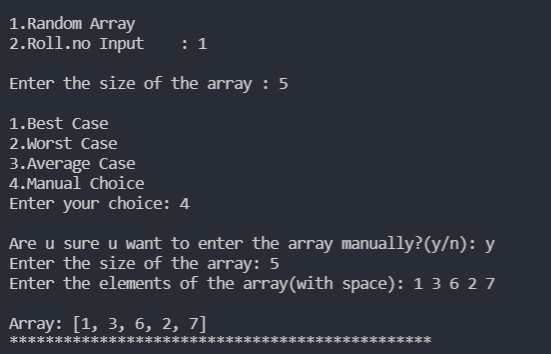 1.Random Array
2.Roll.no Input    : 1
Enter the size of the array : 5
1.Best Case
2.Worst Case
3.Average Case
4.Manual Choice
Enter your choice: 4
Are u sure u want to enter the array manually?(y/n): y
Enter the size of the array: 5
Enter the elements of the array(with space): 1 3 6 2 7
Array: [1, 3, 6, 2, 7]
***********************************************